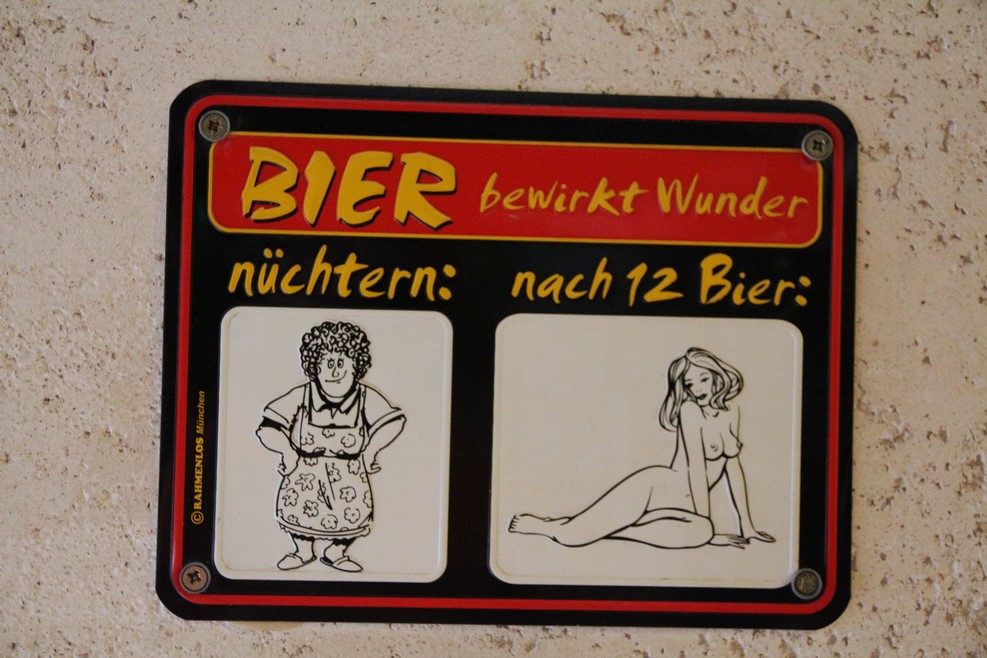 BIER bewirkt Wunder
nüchtern:
nach 12 Bier:
© RAHMENLOS München